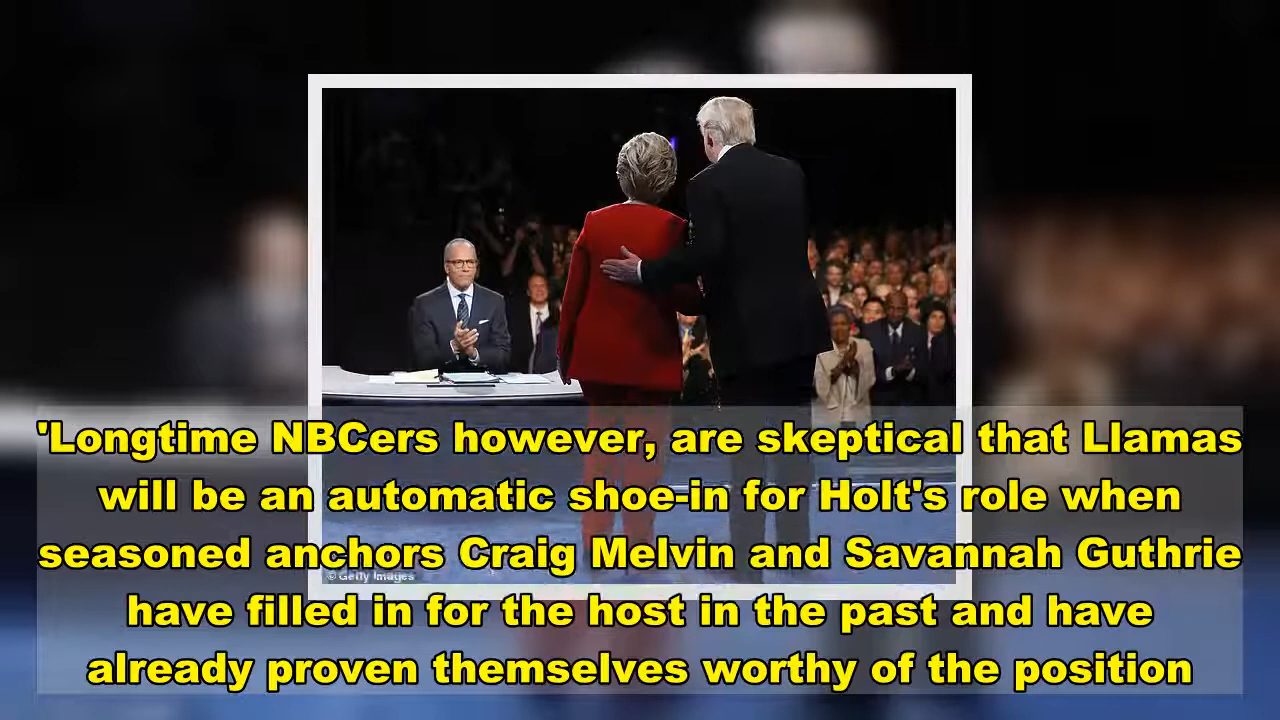 © Getty Images
'Longtime NBCers however, are skeptical that Llamas
will be an automatic shoe-in for Holt's role when
seasoned anchors Craig Melvin and Savannah Guthrie
have filled in for the host in the past and have
already proven themselves worthy of the position